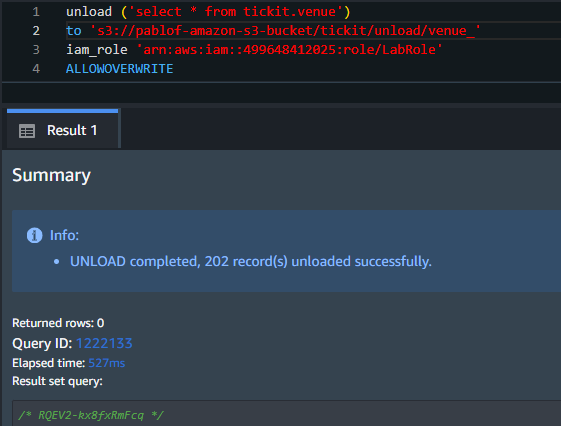 1 unload ('select * from tickit.venue')
2 to 's3://pablof-amazon-s3-bucket/tickit/unload/venue_'
3 iam_role 'arn:aws:iam::499648412025:role/LabRole'
4 ALLOWOVERWRITE
Result 1
Summary
Info:
• UNLOAD completed, 202 record(s) unloaded successfully.
Returned rows: 0
Query ID: 1222133
Elapsed time: 527ms
Result set query:
/* RQEV2-kx8fxRmFcq */